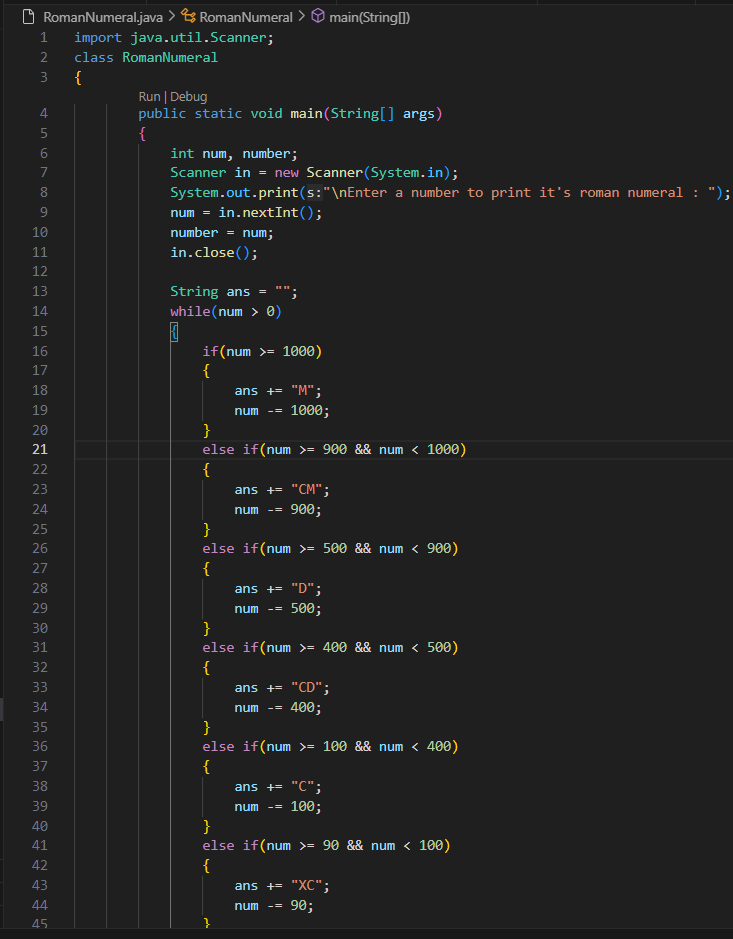 RomanNumeral.java > RomanNumeral > main(String[])
1 import java.util.Scanner;
2 class RomanNumeral
3 {
Run | Debug
4 public static void main(String[] args)
5 {
6 int num, number;
7 Scanner in = new Scanner(System.in);
8 System.out.print(s:"\nEnter a number to print it's roman numeral : ");
9 num = in.nextInt();
10 number = num;
11 in.close();
12
13 String ans = "";
14 while(num > 0)
15 {
16 if(num >= 1000)
17 {
18 ans += "M";
19 num -= 1000;
20 }
21 else if(num >= 900 && num < 1000)
22 {
23 ans += "CM";
24 num -= 900;
25 }
26 else if(num >= 500 && num < 900)
27 {
28 ans += "D";
29 num -= 500;
30 }
31 else if(num >= 400 && num < 500)
32 {
33 ans += "CD";
34 num -= 400;
35 }
36 else if(num >= 100 && num < 400)
37 {
38 ans += "C";
39 num -= 100;
40 }
41 else if(num >= 90 && num < 100)
42 {
43 ans += "XC";
44 num -= 90;
45 }